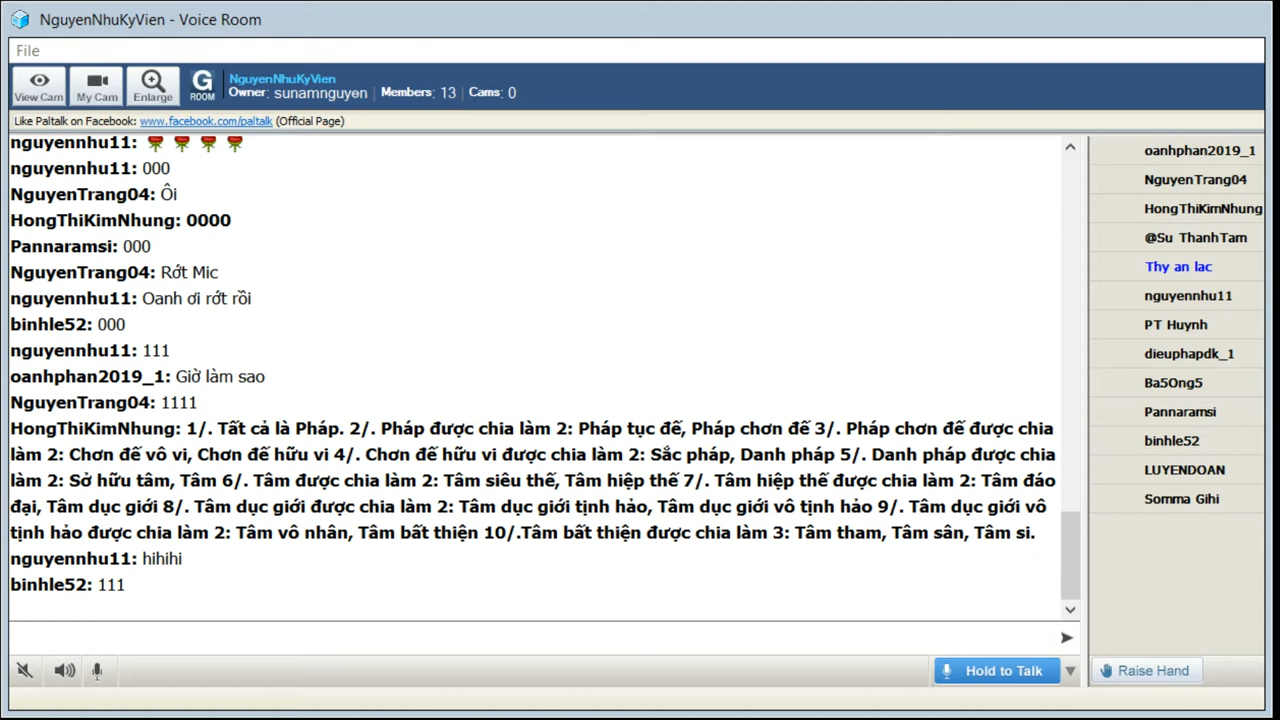 NguyenNhuKyVien - Voice Room
File
View Cam
My Cam
Enlarge
G ROOM
NguyenNhuKyVien
Owner: sunamnguyen | Members: 13 | Cams: 0
Like Paltalk on Facebook: www.facebook.com/paltalk (Official Page)
nguyennhu11:
nguyennhu11: 000
NguyenTrang04: Ôi
HongThiKimNhung: 0000
Pannaramsi: 000
NguyenTrang04: Rớt Mic
nguyennhu11: Oanh ơi rớt rồi
binhle52: 000
nguyennhu11: 111
oanhphan2019_1: Giờ làm sao
NguyenTrang04: 1111
HongThiKimNhung: 1/. Tất cả là Pháp. 2/. Pháp được chia làm 2: Pháp tục đế, Pháp chơn đế 3/. Pháp chơn đế được chia
làm 2: Chơn đế vô vi, Chơn đế hữu vi 4/. Chơn đế hữu vi được chia làm 2: Sắc pháp, Danh pháp 5/. Danh pháp được chia
làm 2: Sở hữu tâm, Tâm 6/. Tâm được chia làm 2: Tâm siêu thế, Tâm hiệp thế 7/. Tâm hiệp thế được chia làm 2: Tâm đáo
đại, Tâm dục giới 8/. Tâm dục giới được chia làm 2: Tâm dục giới tịnh hảo, Tâm dục giới vô tịnh hảo 9/. Tâm dục giới vô
tịnh hảo được chia làm 2: Tâm vô nhân, Tâm bất thiện 10/.Tâm bất thiện được chia làm 3: Tâm tham, Tâm sân, Tâm si.
nguyennhu11: hihihi
binhle52: 111
oanhphan2019_1
NguyenTrang04
HongThiKimNhung
@Su ThanhTam
Thy an lac
nguyennhu11
PT Huynh
dieuphapdk_1
Ba5Ong5
Pannaramsi
binhle52
LUYENDOAN
Somma Gihi
Hold to Talk
Raise Hand